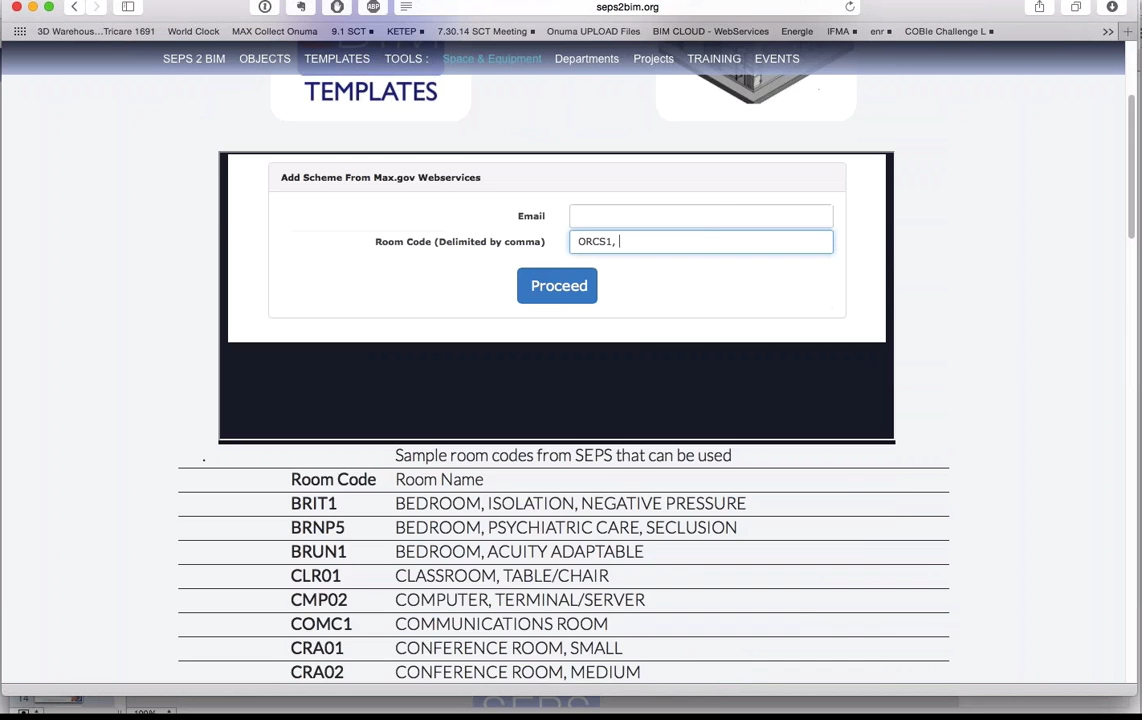 seps2bim.org
3D Warehous...Tricare 1691 World Clock MAX Collect Onuma 9.1 SCT KETEP 7.30.14 SCT Meeting Onuma UPLOAD Files BIM CLOUD - WebServices Energie IFMA enr COBIe Challenge L
SEPS 2 BIM OBJECTS TEMPLATES TOOLS : Space & Equipment Departments Projects TRAINING EVENTS
TEMPLATES
Add Scheme From Max.gov Webservices
Email
Room Code (Delimited by comma) ORCS1,
Proceed
Sample room codes from SEPS that can be used
Room Code Room Name
BRIT1 BEDROOM, ISOLATION, NEGATIVE PRESSURE
BRNP5 BEDROOM, PSYCHIATRIC CARE, SECLUSION
BRUN1 BEDROOM, ACUITY ADAPTABLE
CLR01 CLASSROOM, TABLE/CHAIR
CMP02 COMPUTER, TERMINAL/SERVER
COMC1 COMMUNICATIONS ROOM
CRA01 CONFERENCE ROOM, SMALL
CRA02 CONFERENCE ROOM, MEDIUM